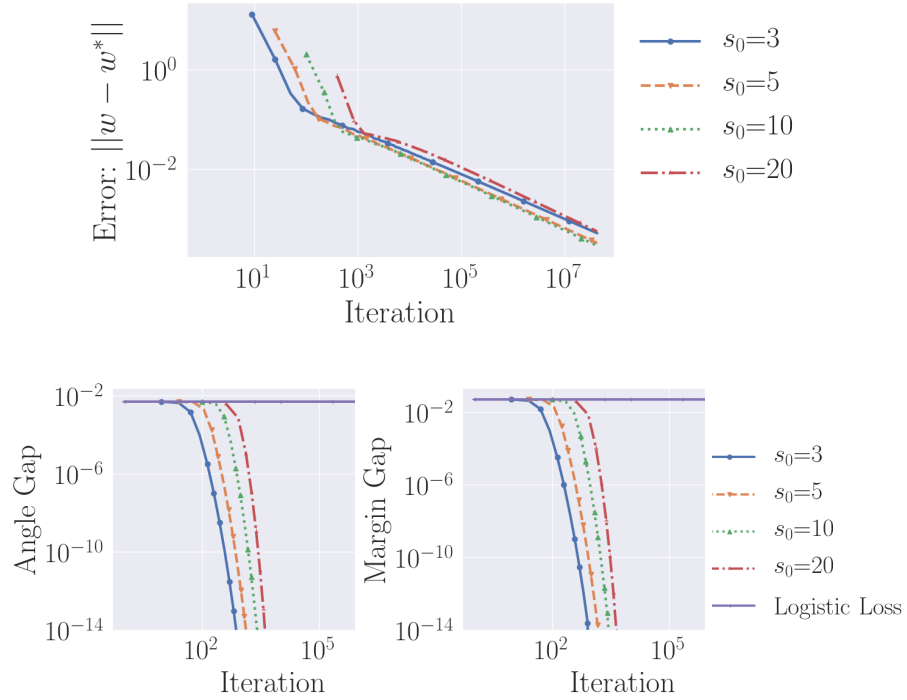 Error: ||w − w*||
10^0
10^−2
10^1
10^3
10^5
10^7
Iteration
s_0=3
s_0=5
s_0=10
s_0=20
Angle Gap
10^−2
10^−6
10^−10
10^−14
10^2
10^5
Iteration
Margin Gap
10^−2
10^−6
10^−10
10^−14
10^2
10^5
Iteration
s_0=3
s_0=5
s_0=10
s_0=20
Logistic Loss